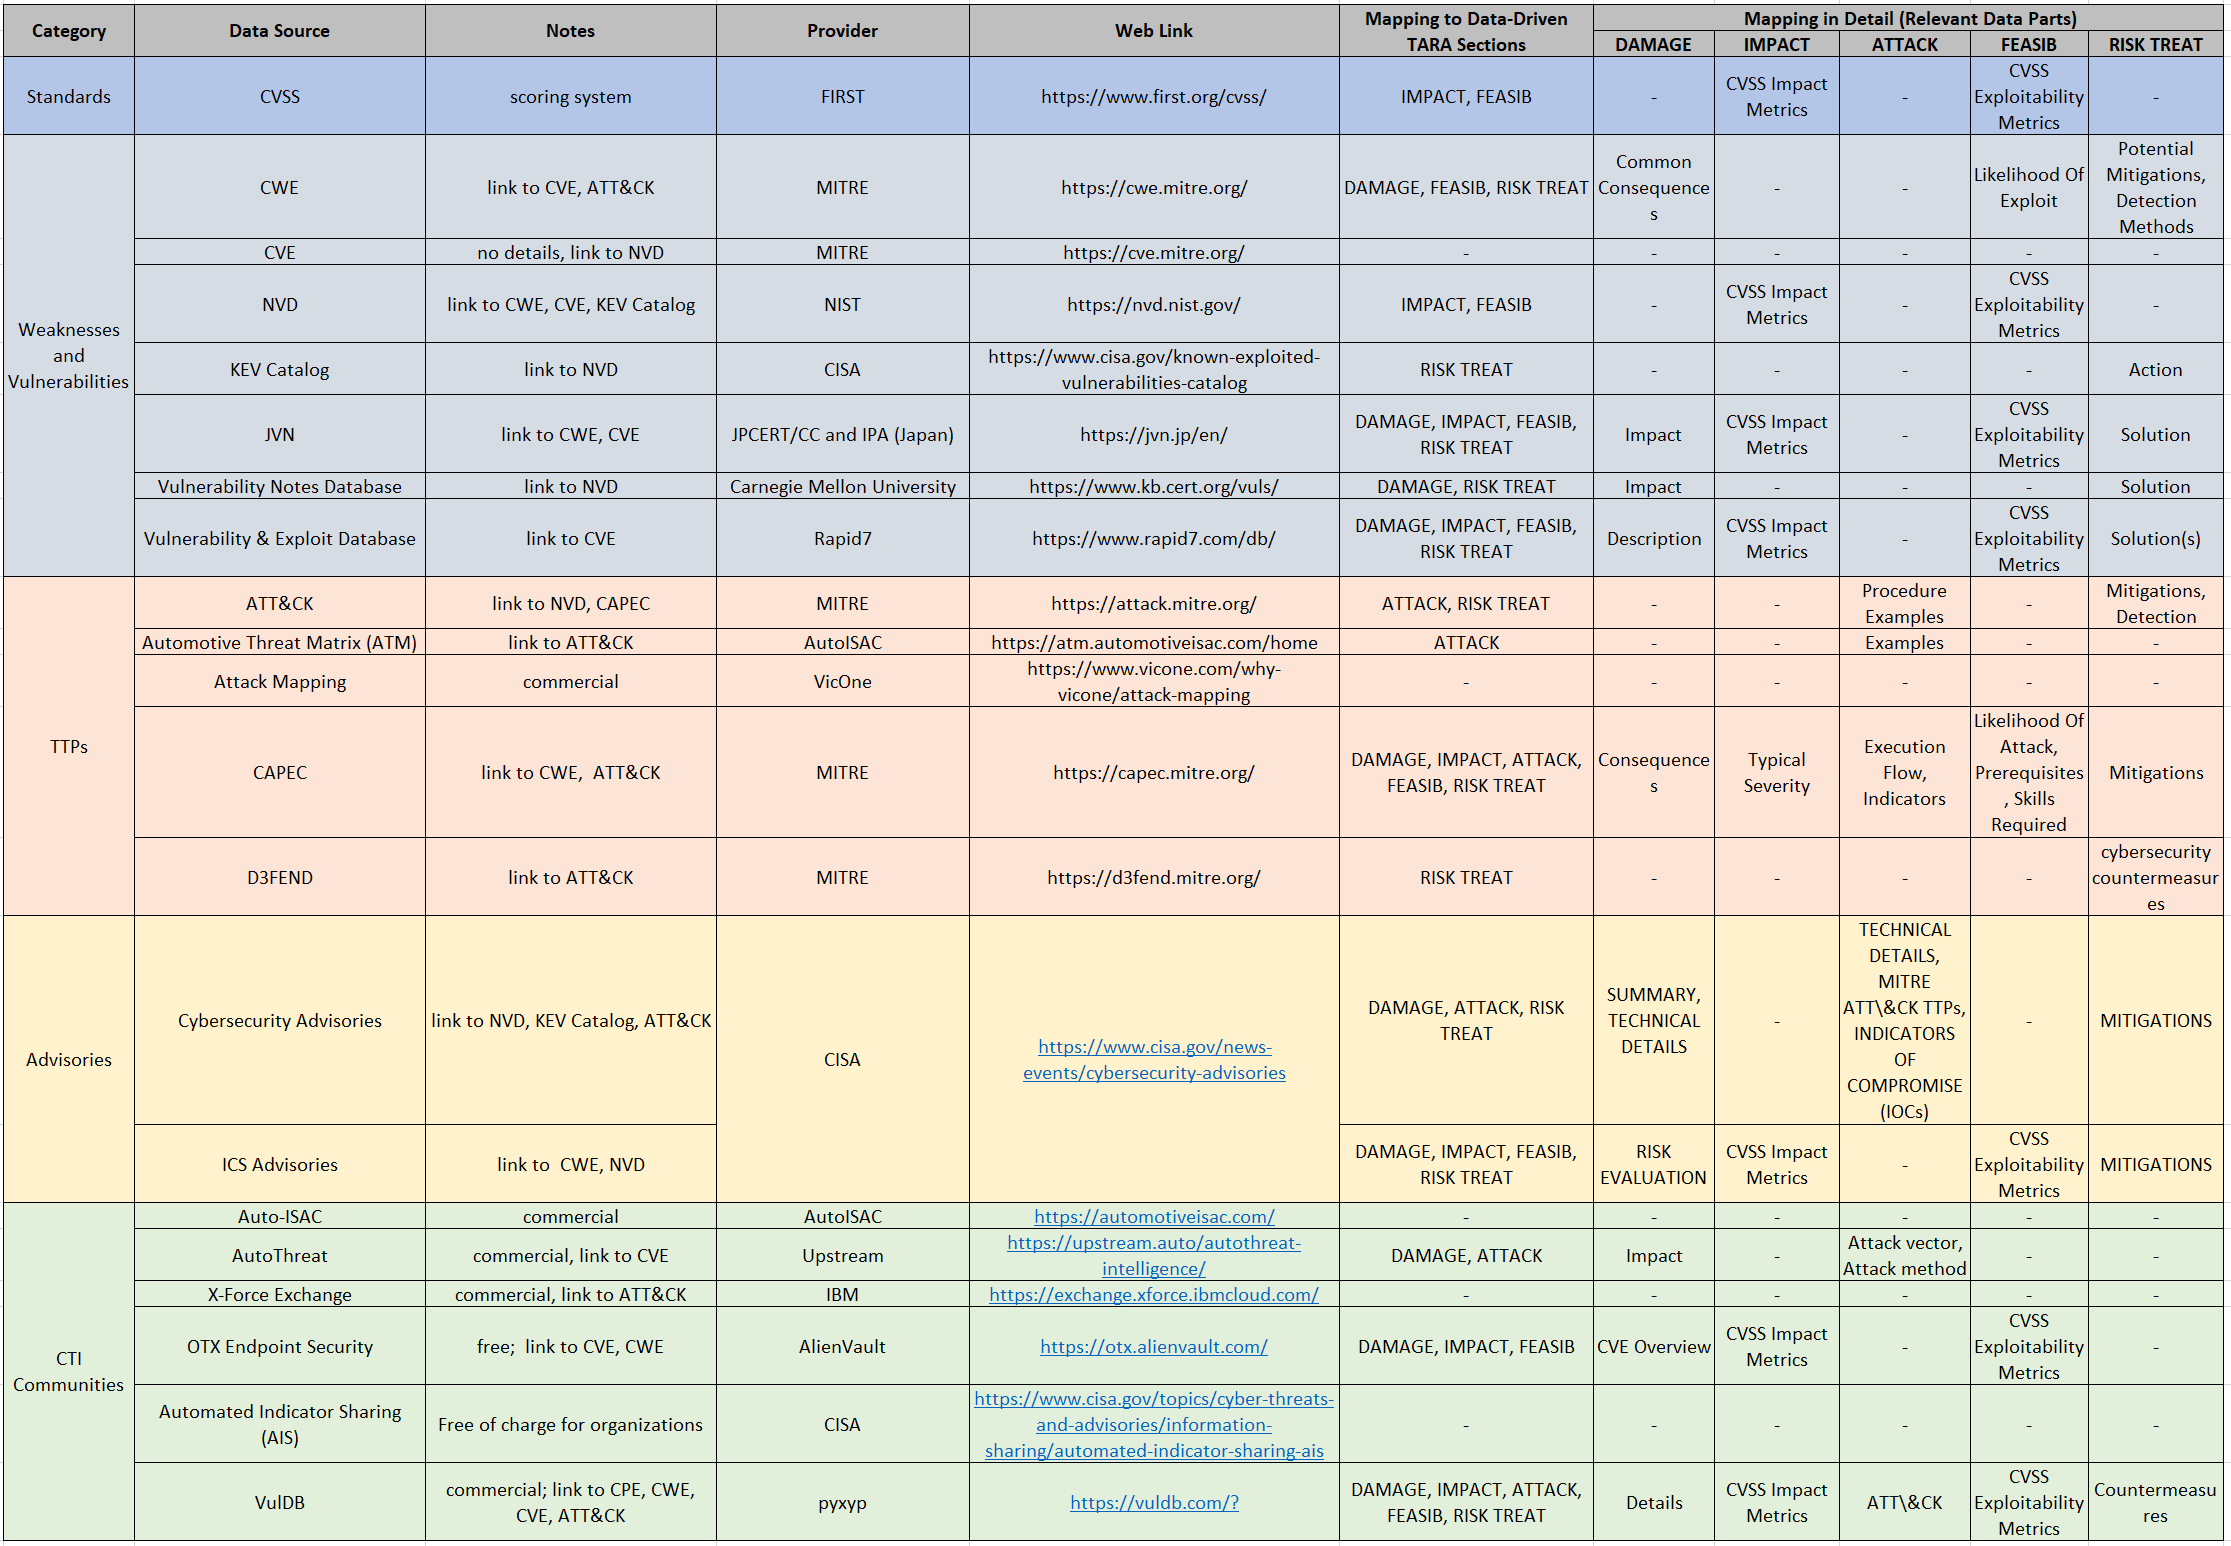 Category
Data Source
Notes
Provider
Web Link
Mapping to Data-Driven
TARA Sections
Mapping in Detail (Relevant Data Parts)
DAMAGE
IMPACT
ATTACK
FEASIB
RISK TREAT
Standards
CVSS
scoring system
FIRST
https://www.first.org/cvss/
IMPACT, FEASIB
-
CVSS Impact
Metrics
-
CVSS
Exploitability
Metrics
-
Weaknesses
and
Vulnerabilities
CWE
link to CVE, ATT&CK
MITRE
https://cwe.mitre.org/
DAMAGE, FEASIB, RISK TREAT
Common
Consequence
s
-
-
Likelihood Of
Exploit
Potential
Mitigations,
Detection
Methods
CVE
no details, link to NVD
MITRE
https://cve.mitre.org/
-
-
-
-
-
-
NVD
link to CWE, CVE, KEV Catalog
NIST
https://nvd.nist.gov/
IMPACT, FEASIB
-
CVSS Impact
Metrics
-
CVSS
Exploitability
Metrics
-
KEV Catalog
link to NVD
CISA
https://www.cisa.gov/known-exploited-
vulnerabilities-catalog
RISK TREAT
-
-
-
-
Action
JVN
link to CWE, CVE
JPCERT/CC and IPA (Japan)
https://jvn.jp/en/
DAMAGE, IMPACT, FEASIB,
RISK TREAT
Impact
CVSS Impact
Metrics
-
CVSS
Exploitability
Metrics
Solution
Vulnerability Notes Database
link to NVD
Carnegie Mellon University
https://www.kb.cert.org/vuls/
DAMAGE, RISK TREAT
Impact
-
-
-
Solution
Vulnerability & Exploit Database
link to CVE
Rapid7
https://www.rapid7.com/db/
DAMAGE, IMPACT, FEASIB,
RISK TREAT
Description
CVSS Impact
Metrics
-
CVSS
Exploitability
Metrics
Solution(s)
TTPs
ATT&CK
link to NVD, CAPEC
MITRE
https://attack.mitre.org/
ATTACK, RISK TREAT
-
-
Procedure
Examples
-
Mitigations,
Detection
Automotive Threat Matrix (ATM)
link to ATT&CK
AutoISAC
https://atm.automotiveisac.com/home
ATTACK
-
-
Examples
-
-
Attack Mapping
commercial
VicOne
https://www.vicone.com/why-
vicone/attack-mapping
-
-
-
-
-
-
CAPEC
link to CWE,  ATT&CK
MITRE
https://capec.mitre.org/
DAMAGE, IMPACT, ATTACK,
FEASIB, RISK TREAT
Consequence
s
Typical
Severity
Execution
Flow,
Indicators
Likelihood Of
Attack,
Prerequisites
, Skills
Required
Mitigations
D3FEND
link to ATT&CK
MITRE
https://d3fend.mitre.org/
RISK TREAT
-
-
-
-
cybersecurity
countermeasur
es
Advisories
Cybersecurity Advisories
link to NVD, KEV Catalog, ATT&CK
CISA
https://www.cisa.gov/news-
events/cybersecurity-advisories
DAMAGE, ATTACK, RISK
TREAT
SUMMARY,
TECHNICAL
DETAILS
-
TECHNICAL
DETAILS,
MITRE
ATT\&CK TTPs,
INDICATORS
OF
COMPROMISE
(IOCs)
-
MITIGATIONS
ICS Advisories
link to  CWE, NVD
DAMAGE, IMPACT, FEASIB,
RISK TREAT
RISK
EVALUATION
CVSS Impact
Metrics
-
CVSS
Exploitability
Metrics
MITIGATIONS
CTI
Communities
Auto-ISAC
commercial
AutoISAC
https://automotiveisac.com/
-
-
-
-
-
-
AutoThreat
commercial, link to CVE
Upstream
https://upstream.auto/autothreat-
intelligence/
DAMAGE, ATTACK
Impact
-
Attack vector,
Attack method
-
-
X-Force Exchange
commercial, link to ATT&CK
IBM
https://exchange.xforce.ibmcloud.com/
-
-
-
-
-
-
OTX Endpoint Security
free;  link to CVE, CWE
AlienVault
https://otx.alienvault.com/
DAMAGE, IMPACT, FEASIB
CVE Overview
CVSS Impact
Metrics
-
CVSS
Exploitability
Metrics
-
Automated Indicator Sharing
(AIS)
Free of charge for organizations
CISA
https://www.cisa.gov/topics/cyber-threats-
and-advisories/information-
sharing/automated-indicator-sharing-ais
-
-
-
-
-
-
VulDB
commercial; link to CPE, CWE,
CVE, ATT&CK
pyxyp
https://vuldb.com/?
DAMAGE, IMPACT, ATTACK,
FEASIB, RISK TREAT
Details
CVSS Impact
Metrics
ATT\&CK
CVSS
Exploitability
Metrics
Countermeasu
res